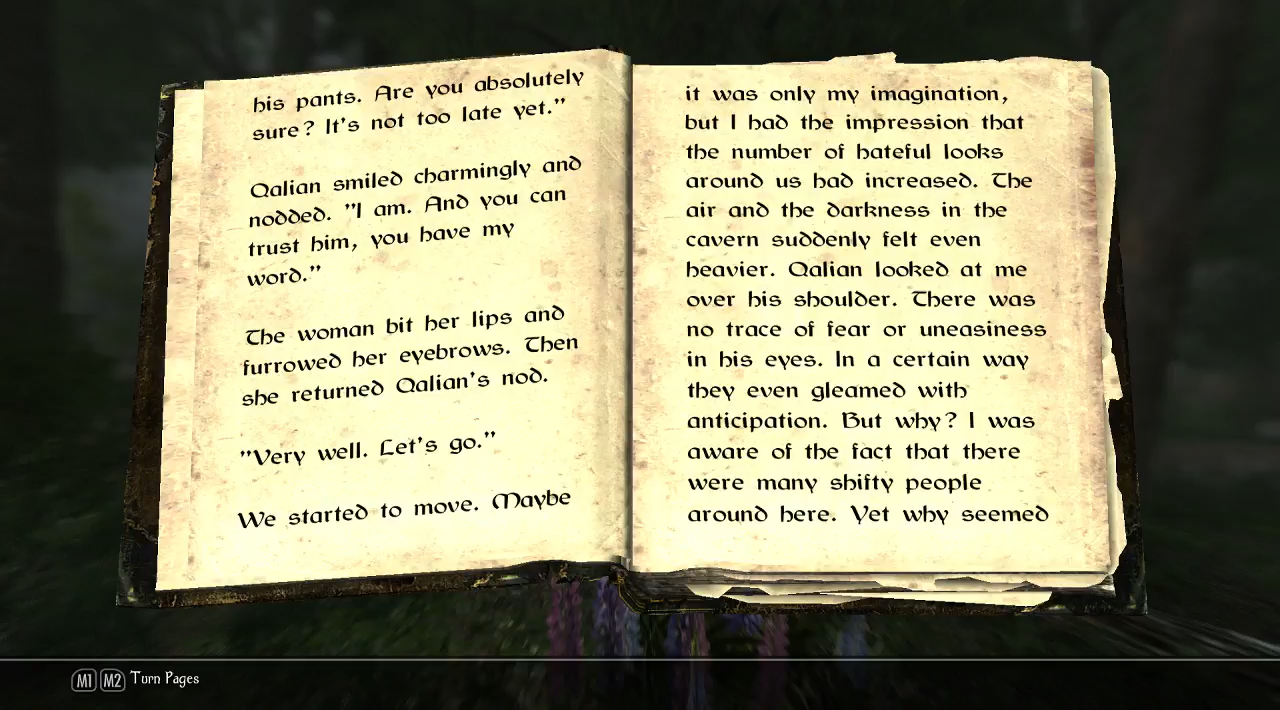 his pants. Are you absolutely
sure? It's not too late yet."
Qalian smiled charmingly and
nodded. "I am. And you can
trust him, you have my
word."
The woman bit her lips and
furrowed her eyebrows. Then
she returned Qalian's nod.
"Very well. Let's go."
We started to move. Maybe
it was only my imagination,
but I had the impression that
the number of hateful looks
around us had increased. The
air and the darkness in the
cavern suddenly felt even
heavier. Qalian looked at me
over his shoulder. There was
no trace of fear or uneasiness
in his eyes. In a certain way
they even gleamed with
anticipation. But why? I was
aware of the fact that there
were many shifty people
around here. Yet why seemed
M1 M2 Turn Pages